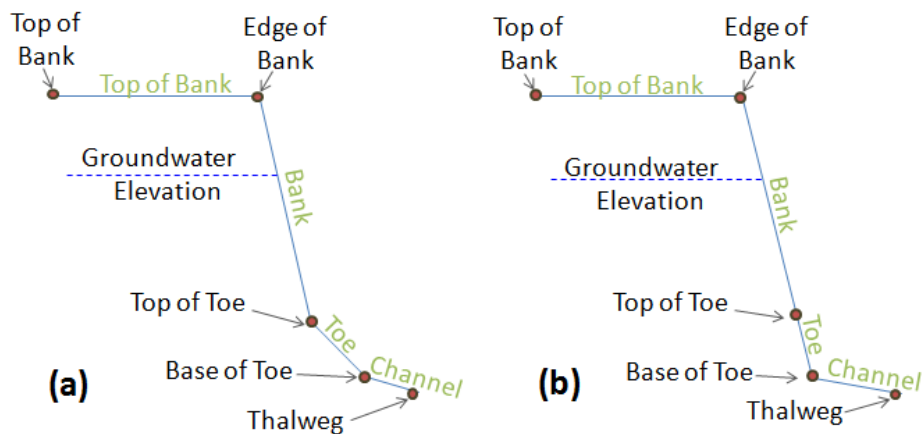 Top of
Bank
Edge of
Bank
Top of Bank
Groundwater
Elevation
Bank
Top of Toe
Toe
Base of Toe
Channel
Thalweg
(a)
Top of
Bank
Edge of
Bank
Top of Bank
Groundwater
Elevation
Bank
Top of Toe
Toe
Base of Toe
Channel
Thalweg
(b)